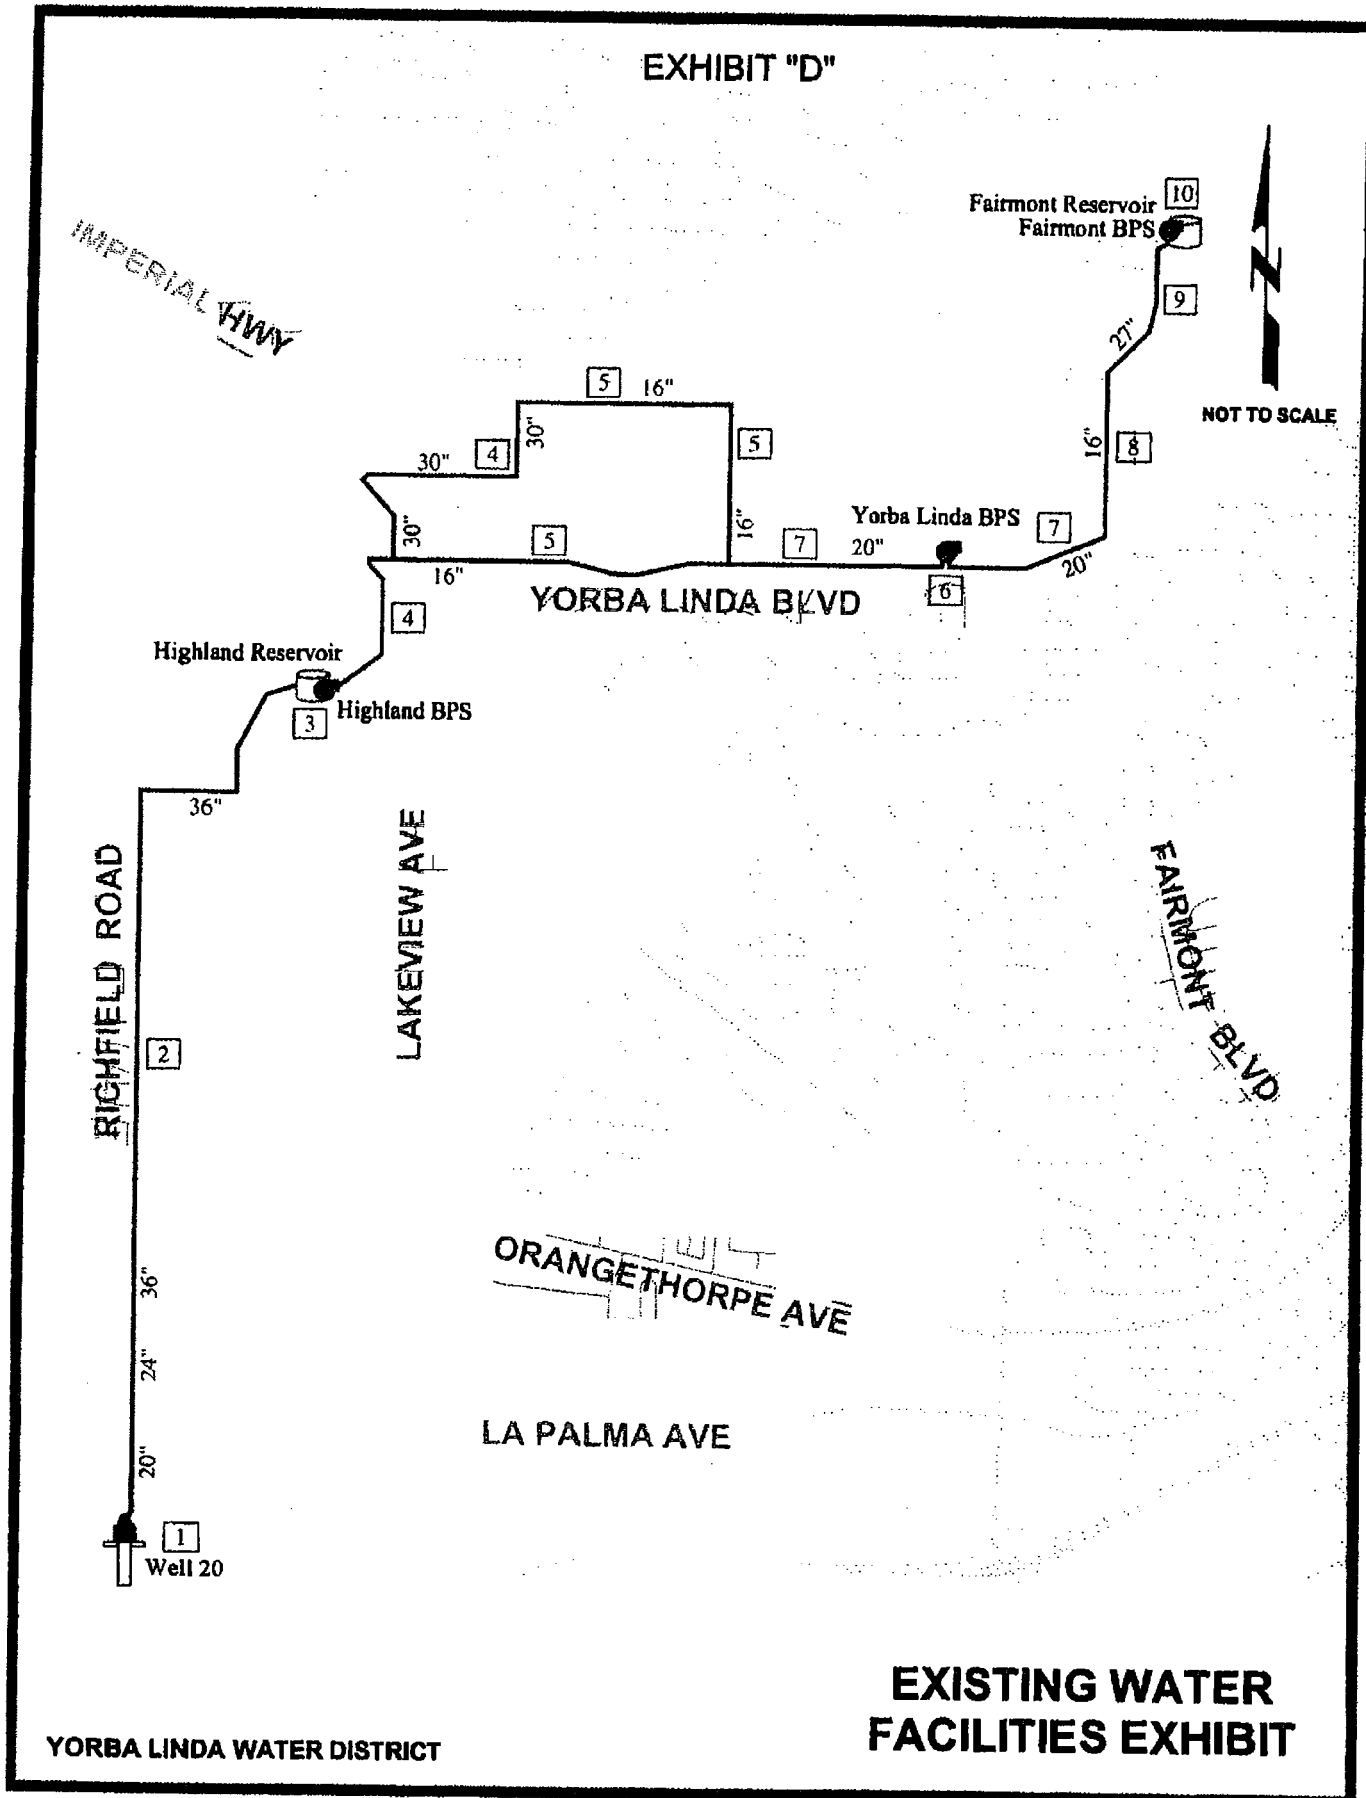 EXHIBIT "D"
10
Fairmont Reservoir
Fairmont BPS
IMPERIAL HWY
9
27"
N
NOT TO SCALE
5
16"
30"
4
30"
5
16"
8
30"
5
16"
16"
7
20"
Yorba Linda BPS
7
20"
6
YORBA LINDA BLVD
4
Highland Reservoir
3
Highland BPS
36"
LAKEVIEW AVE
RICHFIELD ROAD
FAIRMONT BLVD
2
36"
ORANGETHORPE AVE
24"
LA PALMA AVE
20"
1
Well 20
EXISTING WATER
FACILITIES EXHIBIT
YORBA LINDA WATER DISTRICT